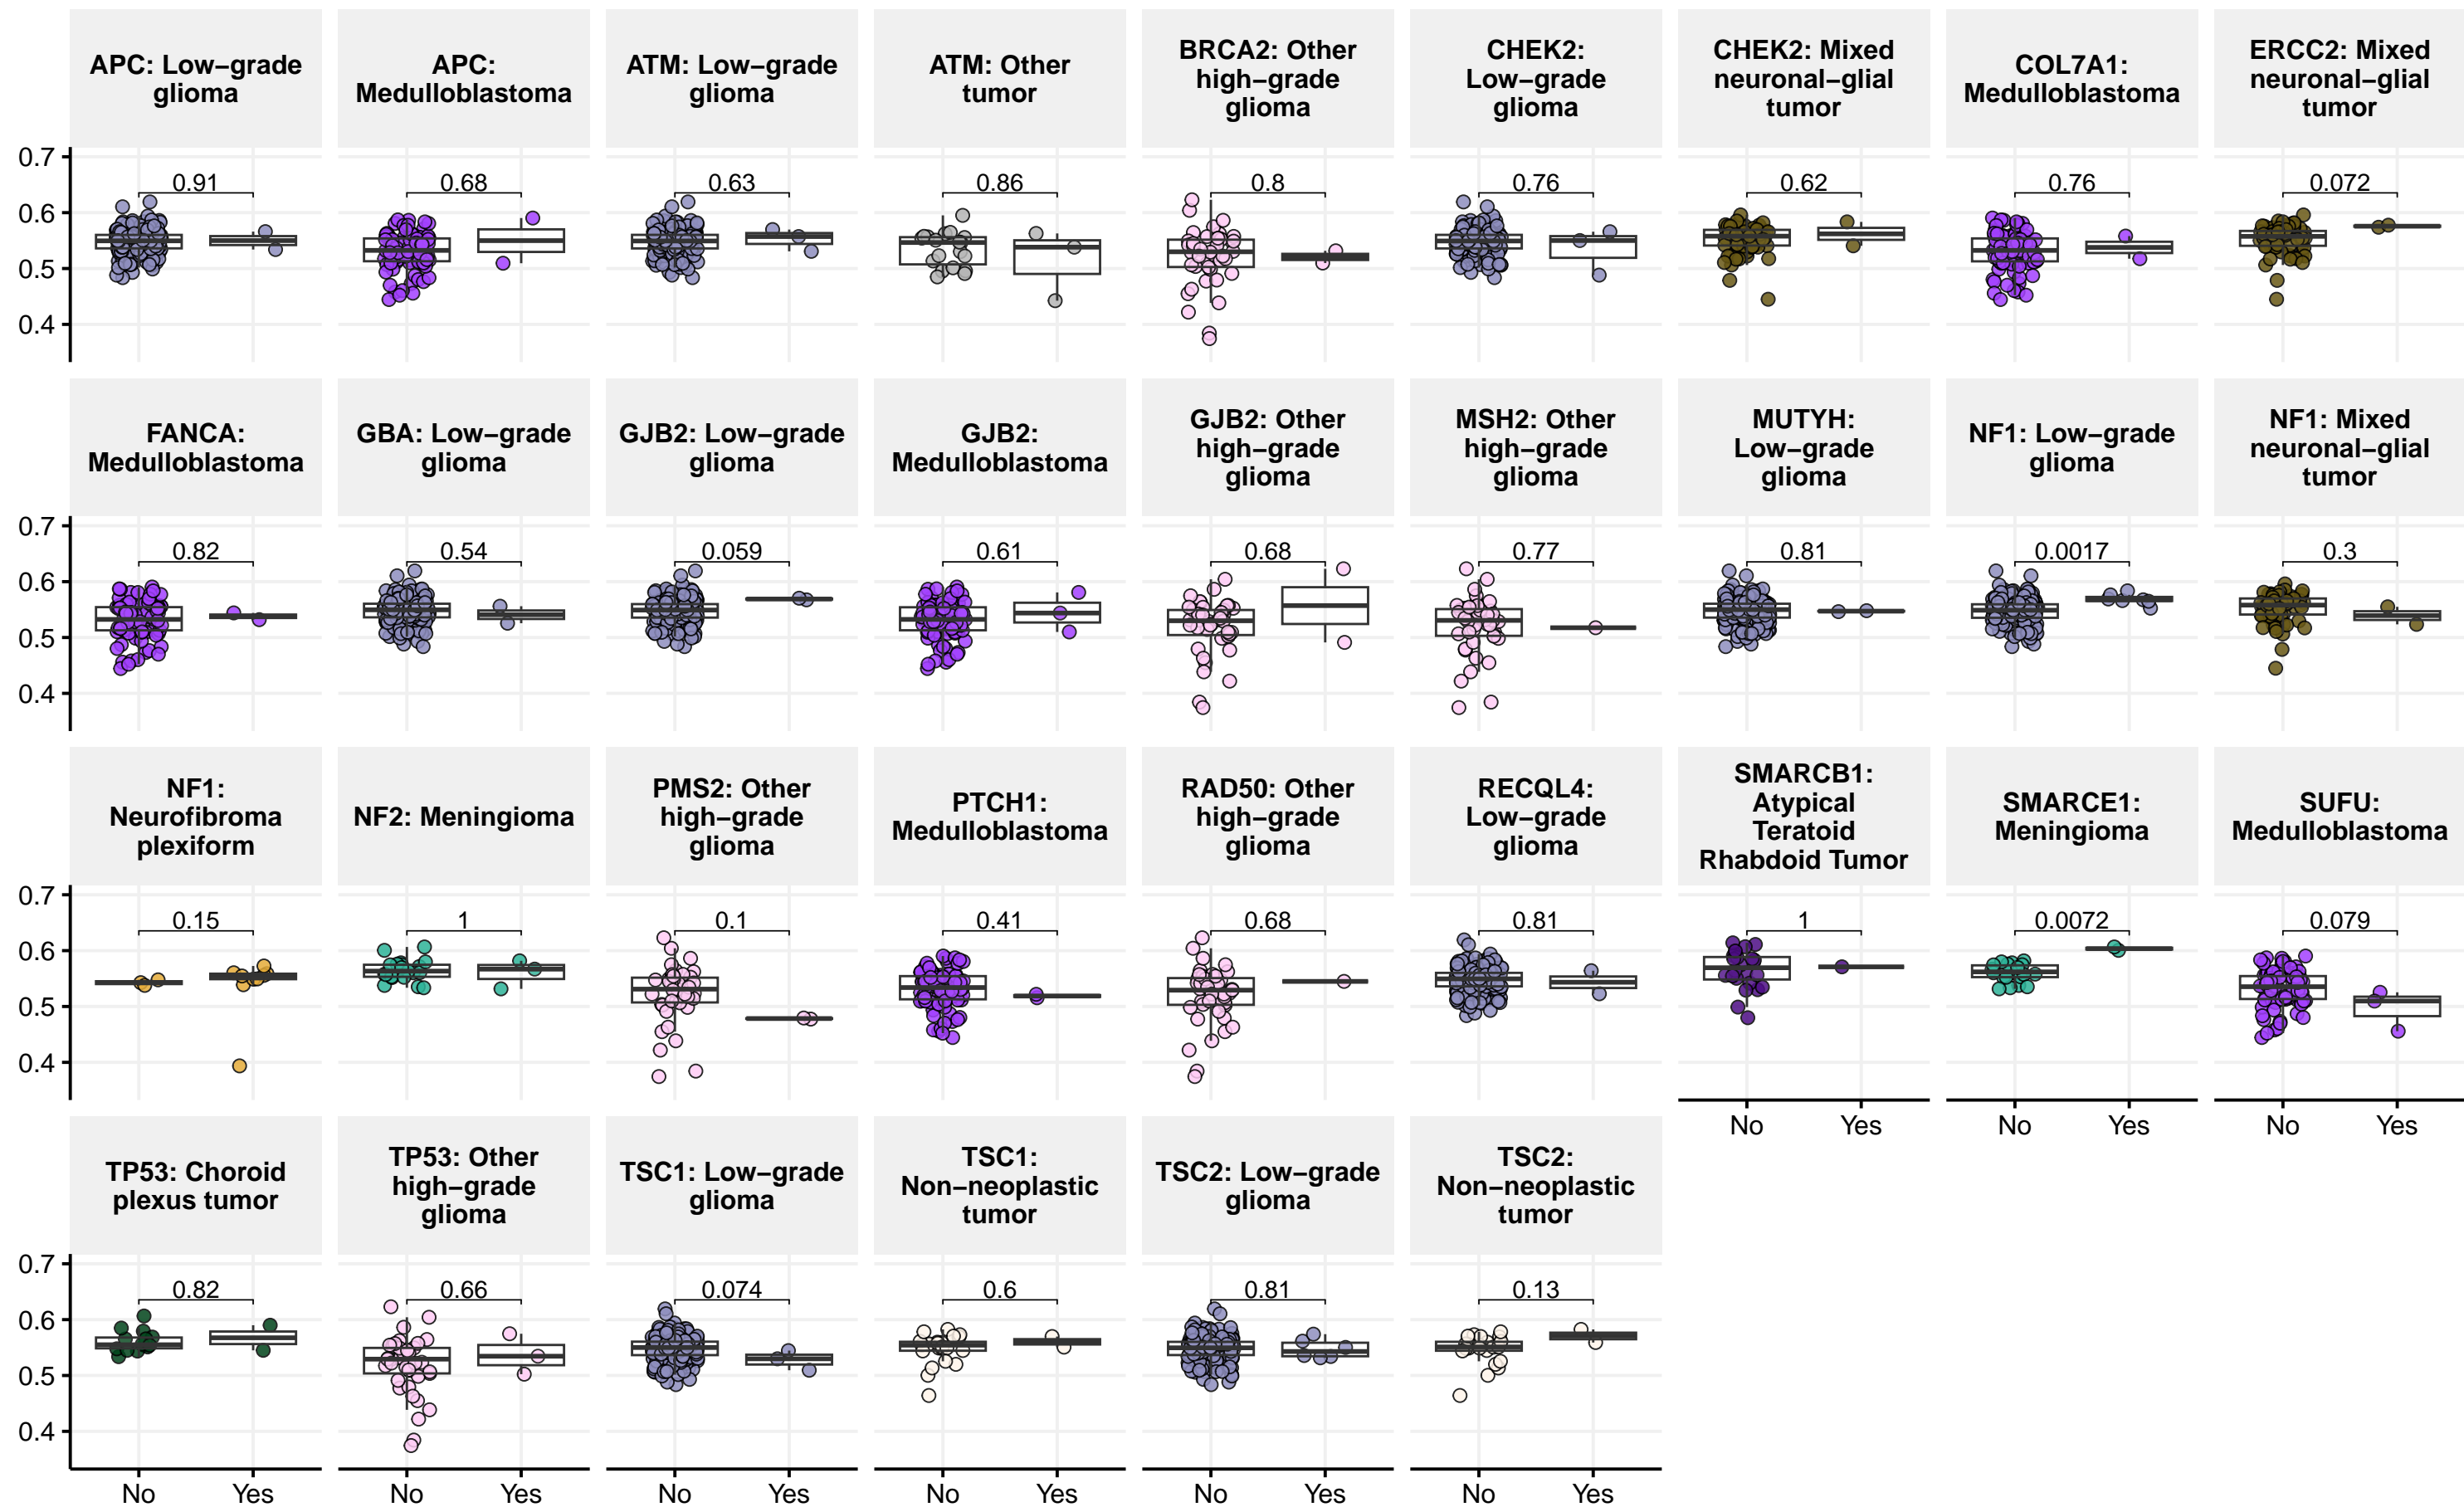 APC: Low−grade
glioma
APC:
Medulloblastoma
ATM: Low−grade
glioma
ATM: Other
tumor
BRCA2: Other
high−grade
glioma
CHEK2:
Low−grade
glioma
CHEK2: Mixed
neuronal−glial
tumor
COL7A1:
Medulloblastoma
ERCC2: Mixed
neuronal−glial
tumor
0.7
0.6
0.5
0.4
0.91
0.68
0.63
0.86
0.8
0.76
0.62
0.76
0.072
FANCA:
Medulloblastoma
GBA: Low−grade
glioma
GJB2: Low−grade
glioma
GJB2:
Medulloblastoma
GJB2: Other
high−grade
glioma
MSH2: Other
high−grade
glioma
MUTYH:
Low−grade
glioma
NF1: Low−grade
glioma
NF1: Mixed
neuronal−glial
tumor
0.7
0.6
0.5
0.4
0.82
0.54
0.059
0.61
0.68
0.77
0.81
0.0017
0.3
NF1:
Neurofibroma
plexiform
NF2: Meningioma
PMS2: Other
high−grade
glioma
PTCH1:
Medulloblastoma
RAD50: Other
high−grade
glioma
RECQL4:
Low−grade
glioma
SMARCB1:
Atypical
Teratoid
Rhabdoid Tumor
SMARCE1:
Meningioma
SUFU:
Medulloblastoma
0.7
0.6
0.5
0.4
0.15
1
0.1
0.41
0.68
0.81
1
0.0072
0.079
No Yes
No Yes
No Yes
TP53: Choroid
plexus tumor
TP53: Other
high−grade
glioma
TSC1: Low−grade
glioma
TSC1:
Non−neoplastic
tumor
TSC2: Low−grade
glioma
TSC2:
Non−neoplastic
tumor
0.7
0.6
0.5
0.4
0.82
0.66
0.074
0.6
0.81
0.13
No Yes
No Yes
No Yes
No Yes
No Yes
No Yes